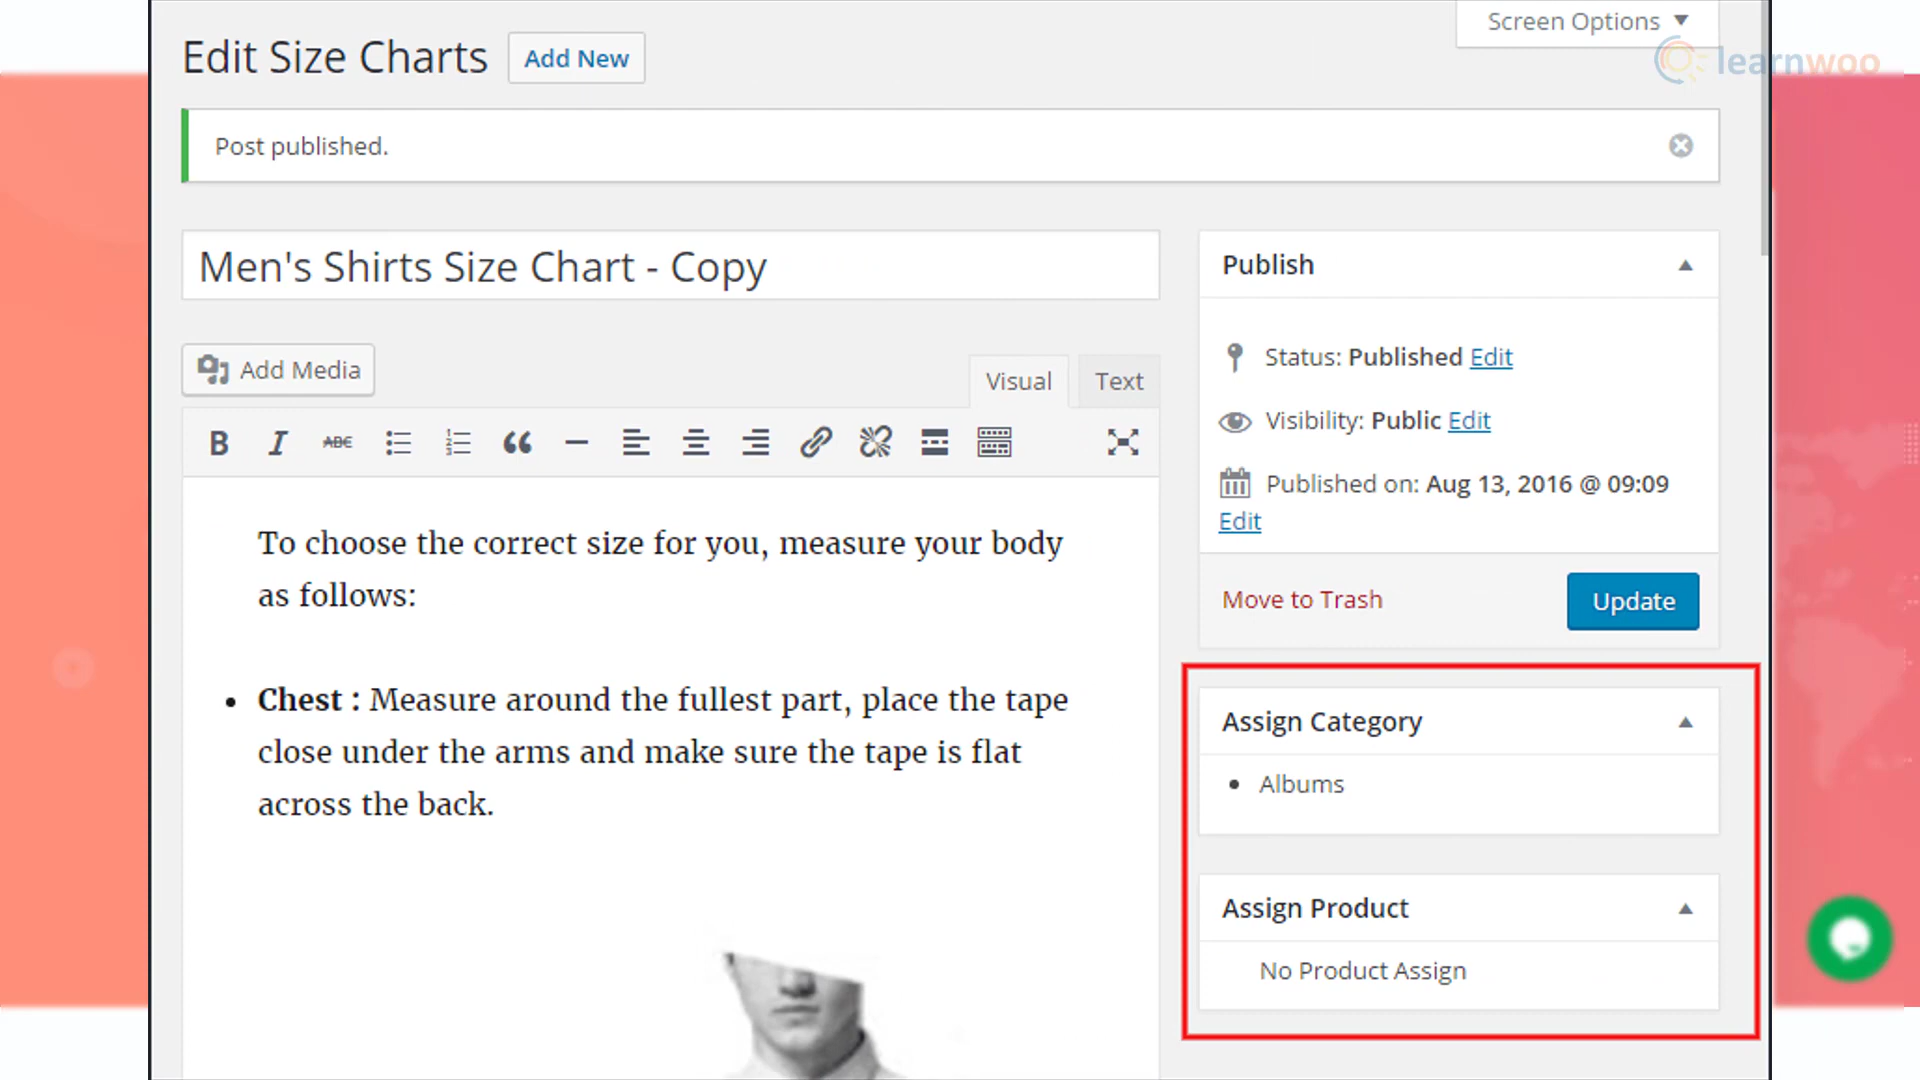 Screen Options
Edit Size Charts Add New
learnwoo
Post published.
Men's Shirts Size Chart - Copy
Add Media
Visual Text
B I ABC
To choose the correct size for you, measure your body
as follows:
• Chest : Measure around the fullest part, place the tape
close under the arms and make sure the tape is flat
across the back.
Publish
Status: Published Edit
Visibility: Public Edit
Published on: Aug 13, 2016 @ 09:09
Edit
Move to Trash Update
Assign Category
• Albums
Assign Product
No Product Assign